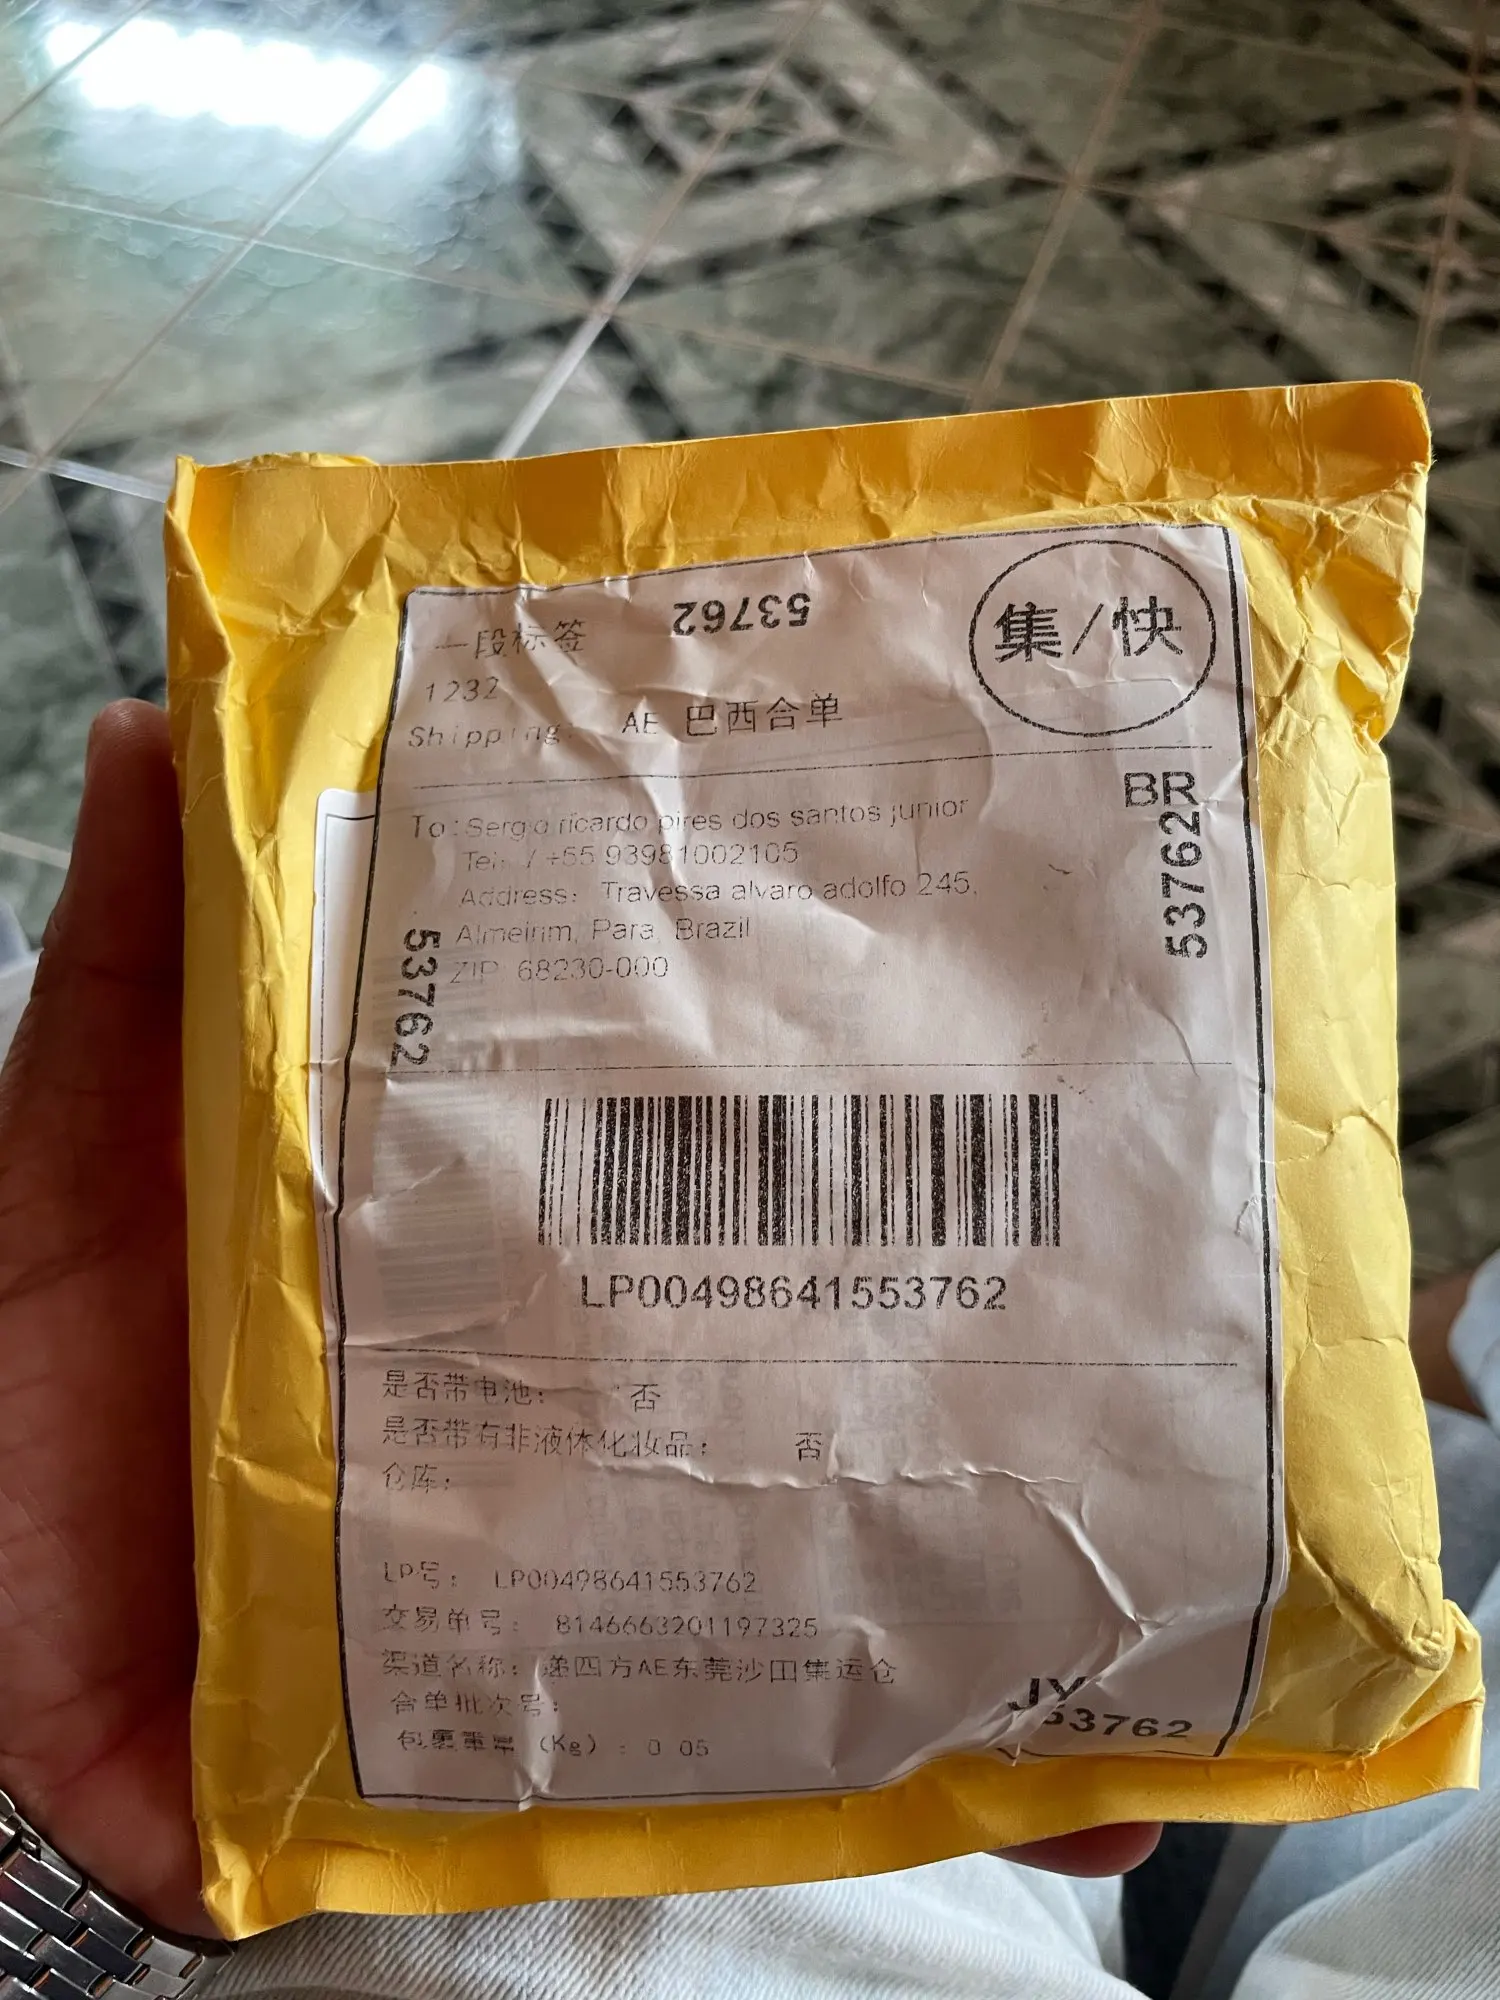 一段标签
53762
集/快
1232
Shipping: AE 巴西合单
BR
53762
To:Sergio ricardo pires dos santos junior
Tel: / +55 93981002105
Address: Travessa alvaro adolfo 245,
Almeirim, Para, Brazil
ZIP: 68230-000
53762
LP00498641553762
是否带电池: 否
是否带有非液体化妆品: 否
仓库:
LP号: LP00498641553762
交易单号: 8146663201197325
渠道名称: 递四方AE东莞沙田集运仓
合单批次号:
包裹重量 (Kg) : 0.05
JY
53762